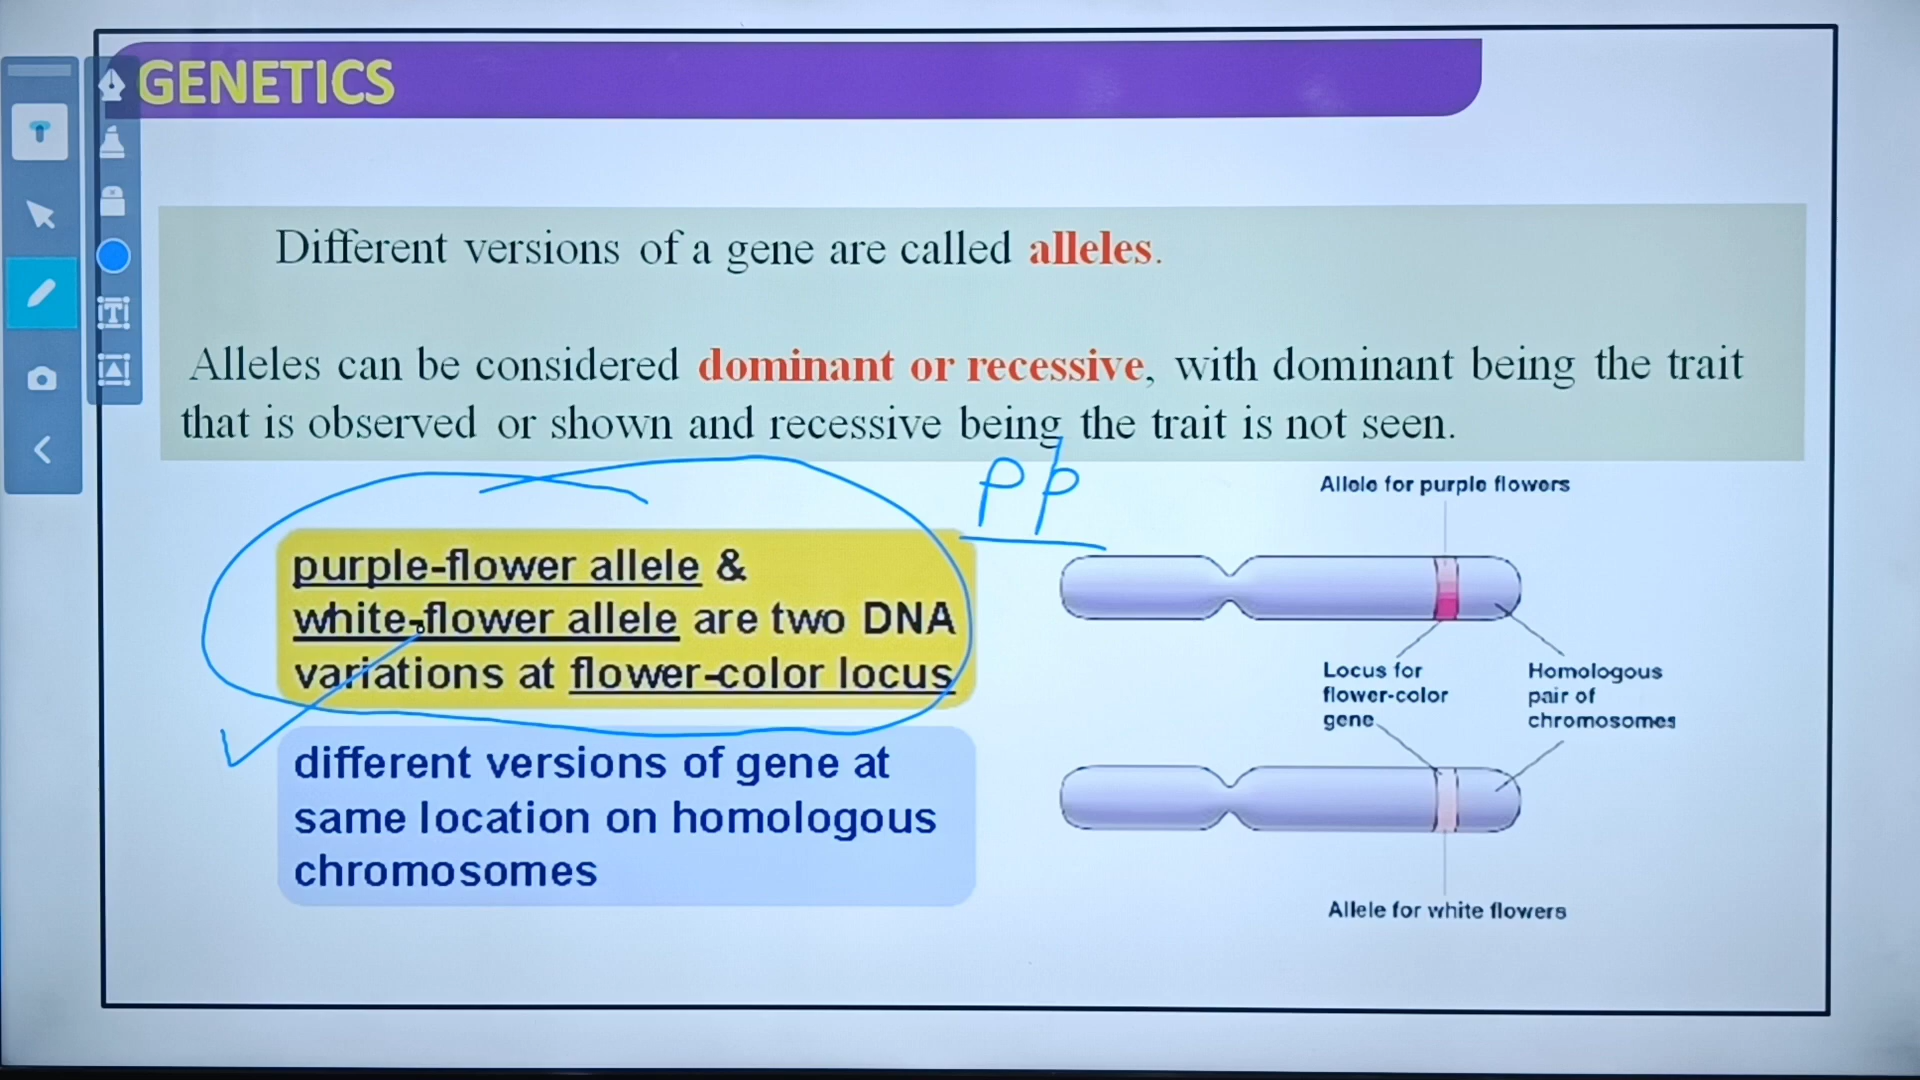 GENETICS
Different versions of a gene are called alleles.
Alleles can be considered dominant or recessive, with dominant being the trait
that is observed or shown and recessive being the trait is not seen.
Pp
purple-flower allele &
white-flower allele are two DNA
variations at flower-color locus
different versions of gene at
same location on homologous
chromosomes
Allele for purple flowers
Locus for
flower-color
gene
Homologous
pair of
chromosomes
Allele for white flowers